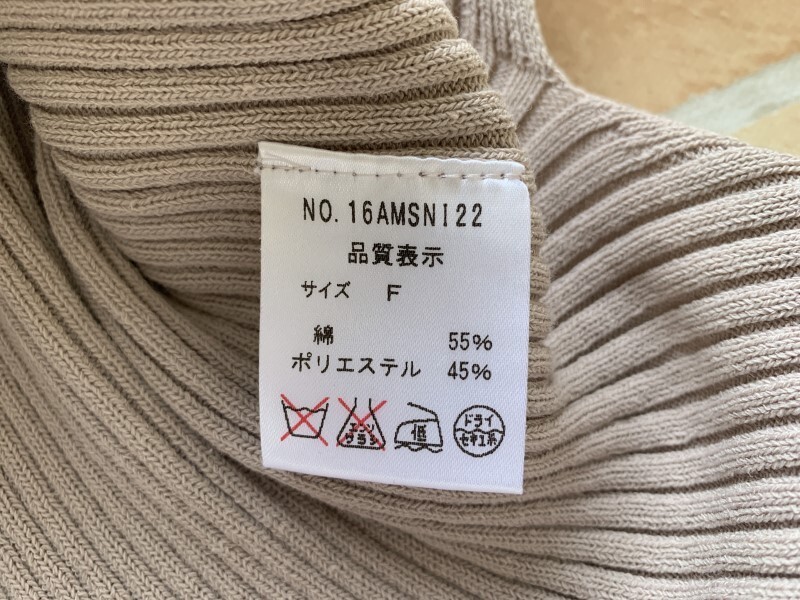 NO.16AMSNI22
品質表示
サイズ F
綿 55%
ポリエステル 45%
エンソ
サラシ
低
ドライ
セキユ系